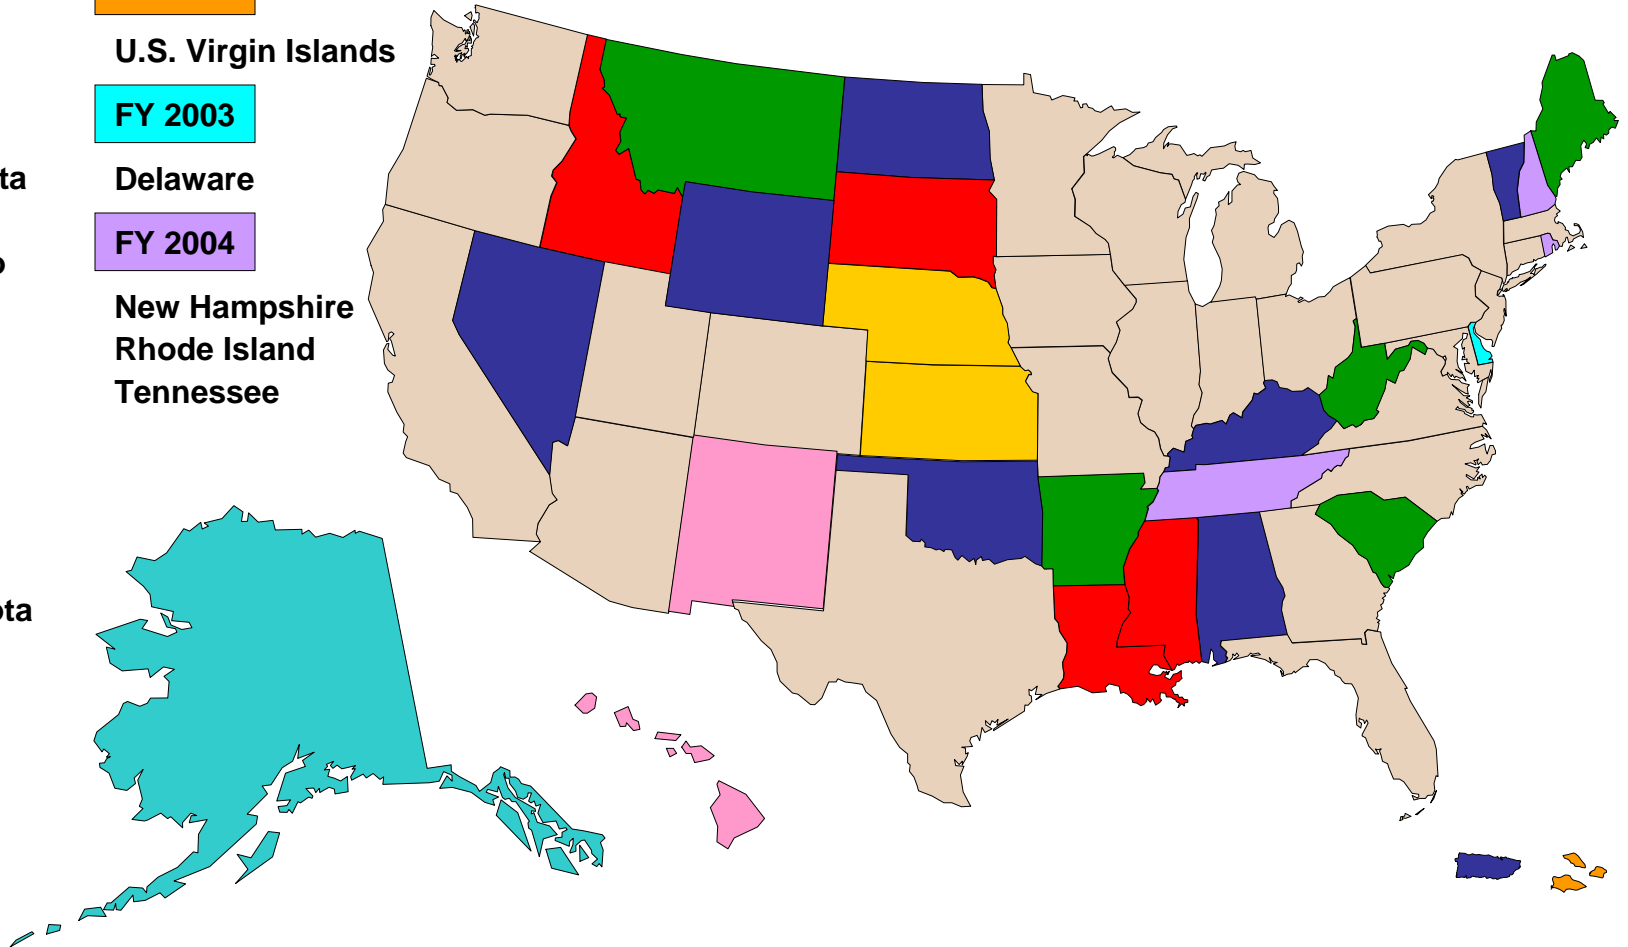 U.S. Virgin Islands
FY 2003
Delaware
FY 2004
New Hampshire
Rhode Island
Tennessee